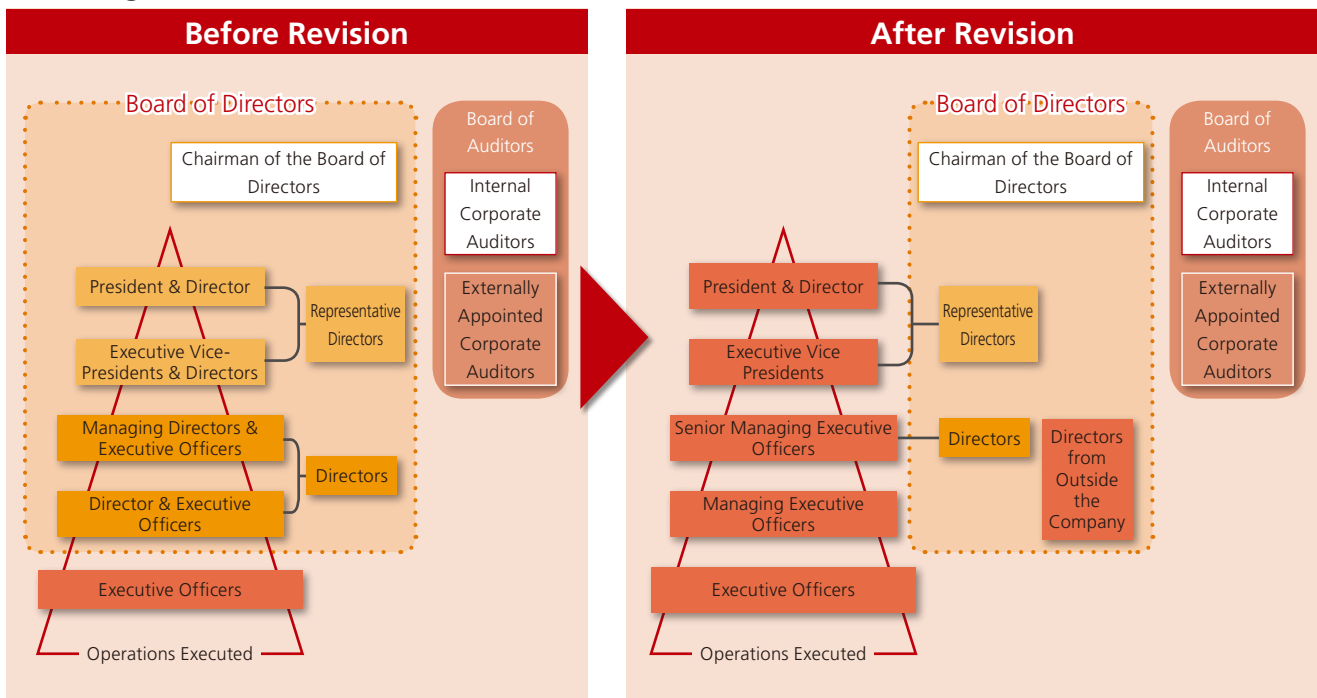 Before Revision
Board of Directors
Chairman of the Board of
Directors
President & Director
Executive Vice-
Presidents & Directors
Representative
Directors
Managing Directors &
Executive Officers
Director & Executive
Officers
Directors
Executive Officers
Operations Executed
Board of
Auditors
Internal
Corporate
Auditors
Externally
Appointed
Corporate
Auditors
After Revision
Board of Directors
Chairman of the Board of
Directors
President & Director
Executive Vice
Presidents
Representative
Directors
Senior Managing Executive
Officers
Directors
Directors
from
Outside
the
Company
Managing Executive
Officers
Executive Officers
Operations Executed
Board of
Auditors
Internal
Corporate
Auditors
Externally
Appointed
Corporate
Auditors